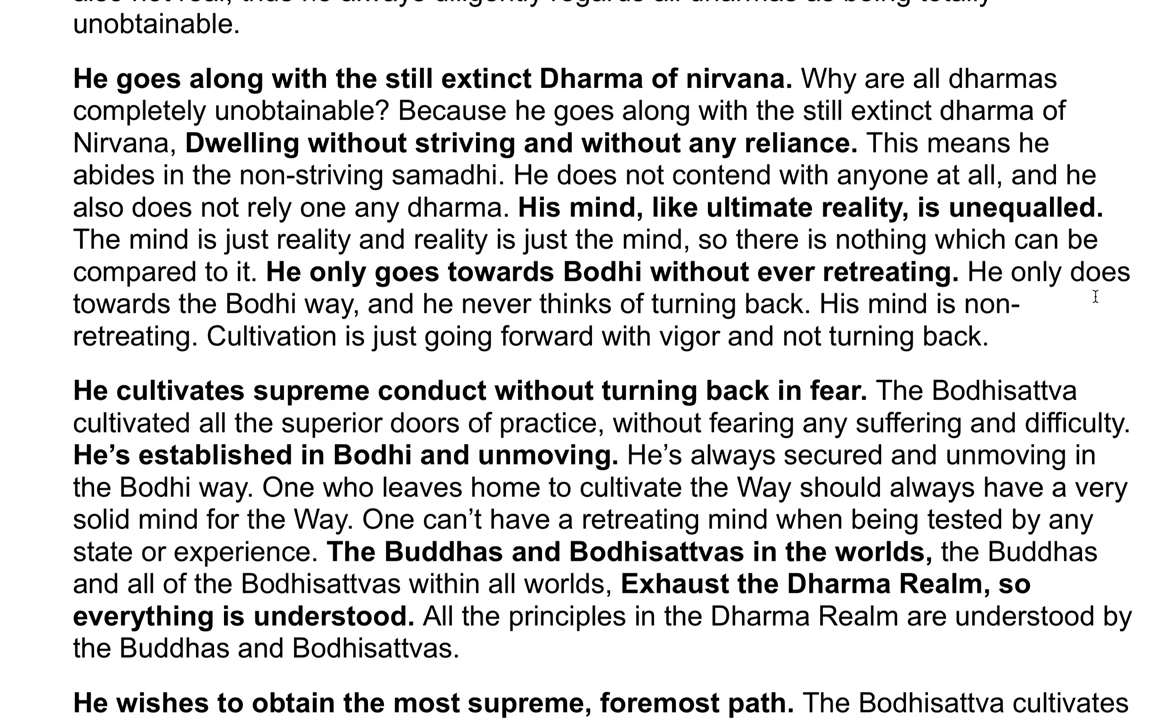 also not real, thus he always diligently regards all dharmas as being totally
unobtainable.
He goes along with the still extinct Dharma of nirvana. Why are all dharmas
completely unobtainable? Because he goes along with the still extinct dharma of
Nirvana, Dwelling without striving and without any reliance. This means he
abides in the non-striving samadhi. He does not contend with anyone at all, and he
also does not rely one any dharma. His mind, like ultimate reality, is unequalled.
The mind is just reality and reality is just the mind, so there is nothing which can be
compared to it. He only goes towards Bodhi without ever retreating. He only does
towards the Bodhi way, and he never thinks of turning back. His mind is non-
retreating. Cultivation is just going forward with vigor and not turning back.
He cultivates supreme conduct without turning back in fear. The Bodhisattva
cultivated all the superior doors of practice, without fearing any suffering and difficulty.
He’s established in Bodhi and unmoving. He’s always secured and unmoving in
the Bodhi way. One who leaves home to cultivate the Way should always have a very
solid mind for the Way. One can’t have a retreating mind when being tested by any
state or experience. The Buddhas and Bodhisattvas in the worlds, the Buddhas
and all of the Bodhisattvas within all worlds, Exhaust the Dharma Realm, so
everything is understood. All the principles in the Dharma Realm are understood by
the Buddhas and Bodhisattvas.
He wishes to obtain the most supreme, foremost path. The Bodhisattva cultivates